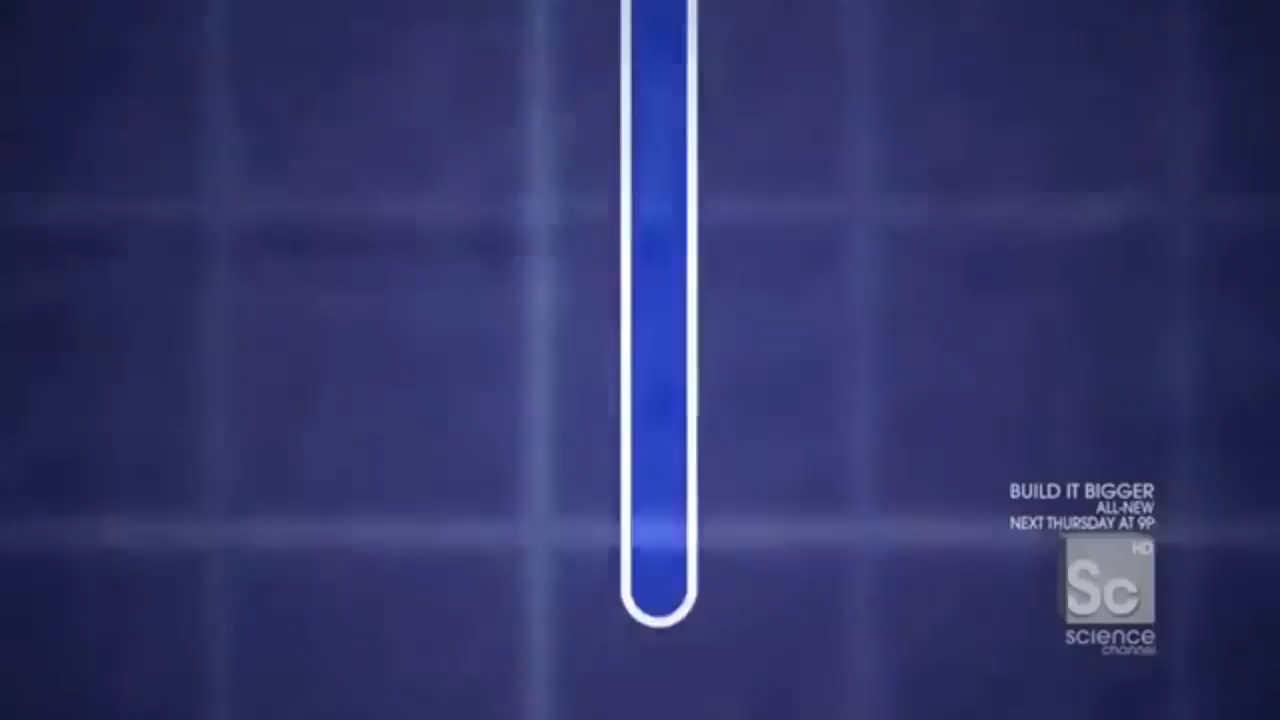 BUILD IT BIGGER
ALL-NEW
NEXT THURSDAY AT 9P
HD
Sc
science
channel